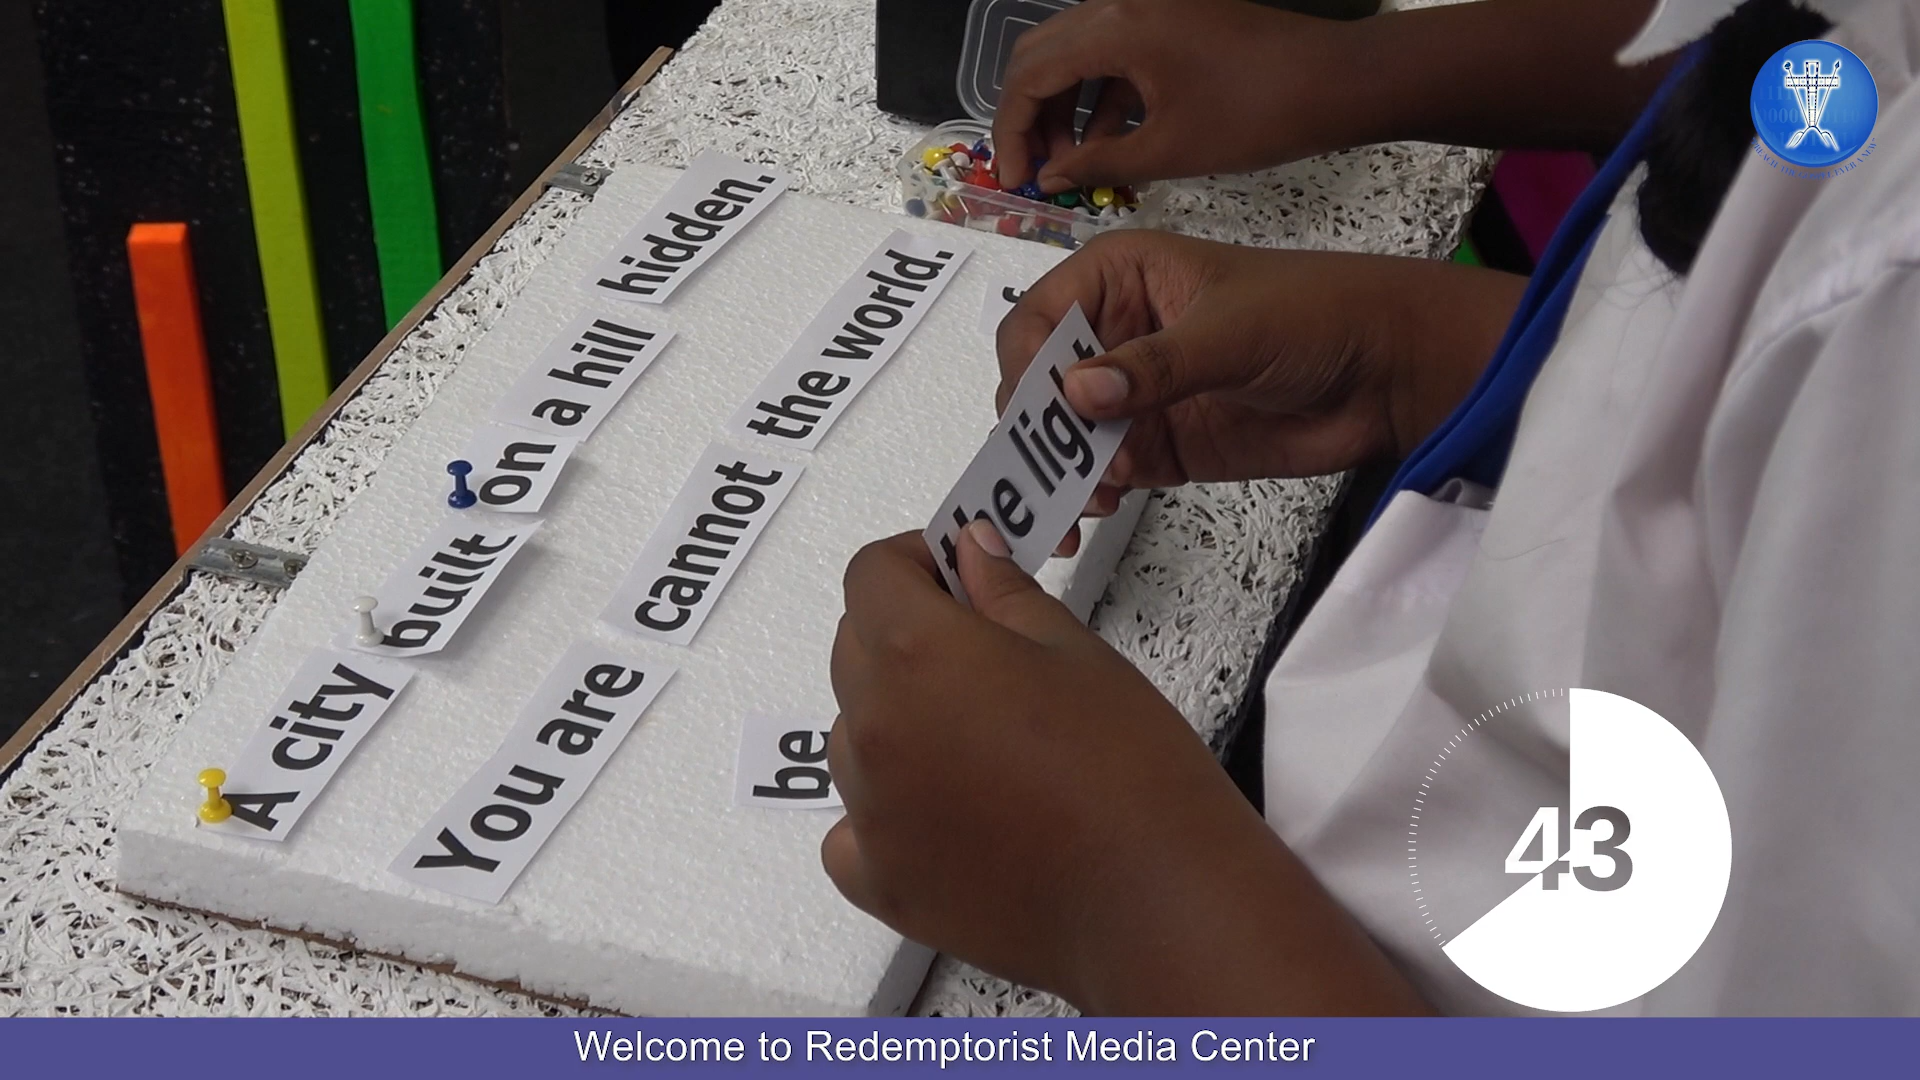 A city
built
on
a hill
hidden.
You are
cannot
the world.
be
the light
43
Welcome to Redemptorist Media Center